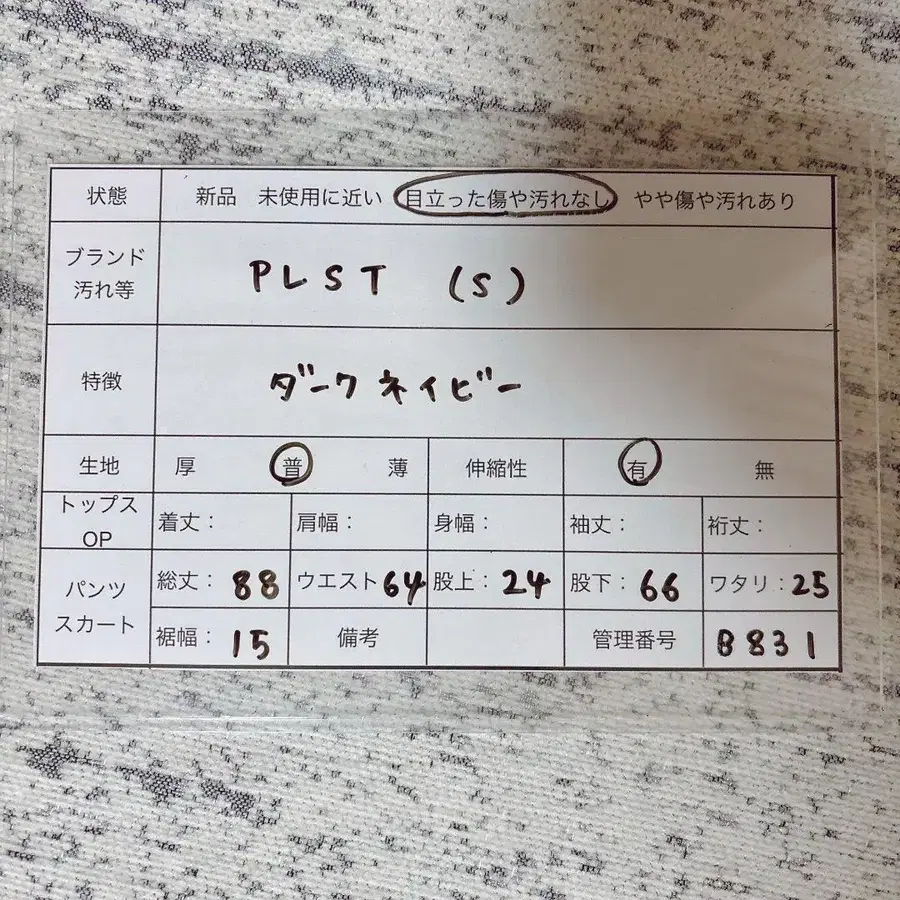 状態 新品 未使用に近い 目立った傷や汚れなし やや傷や汚れあり
ブランド
汚れ等
PLST (S)
特徴 ダークネイビー
生地 厚 普 薄 伸縮性 有 無
トップス
OP
着丈: 肩幅: 身幅: 袖丈: 裄丈:
パンツ
スカート
総丈: 88 ウエスト64 股上: 24 股下: 66 ワタリ: 25
裾幅: 15 備考 管理番号 B831